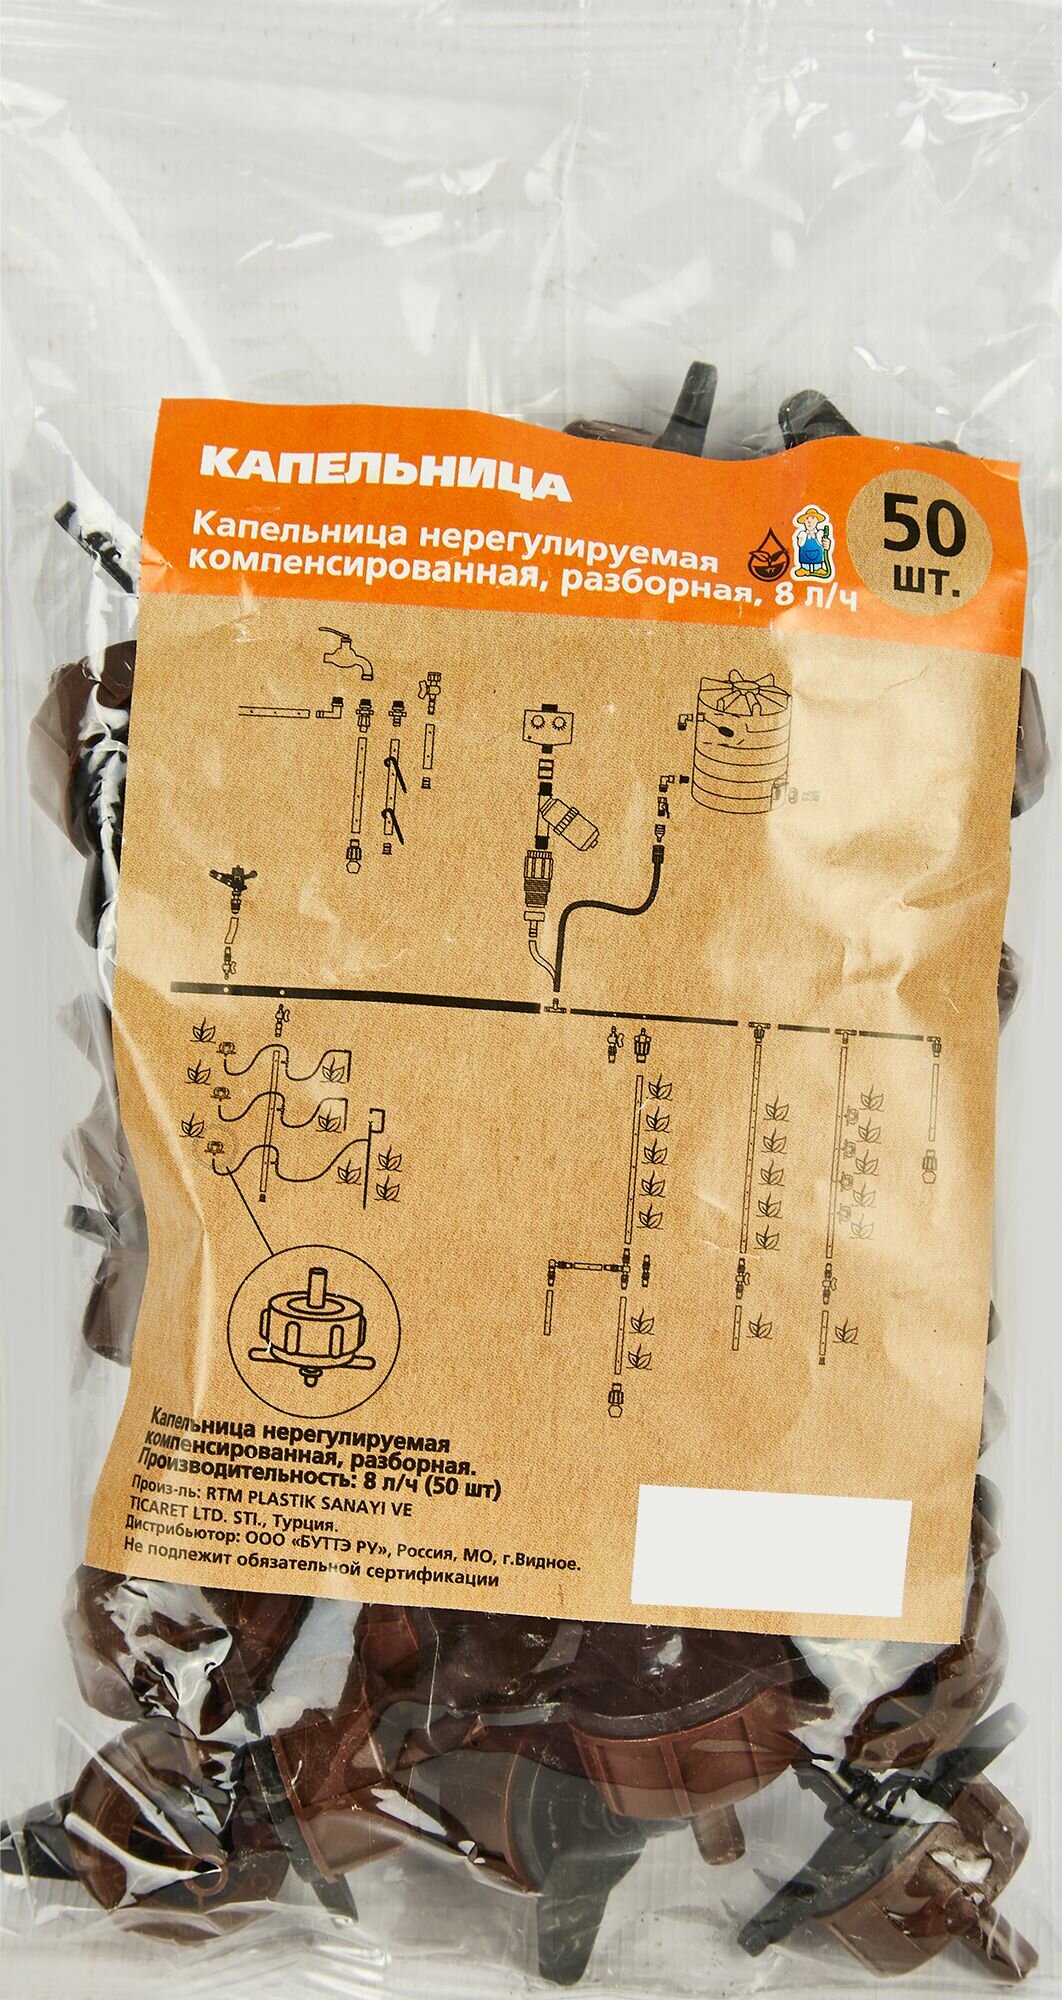 КАПЕЛЬНИЦА
Капельница нерегулируемая
компенсированная, разборная, 8 л/ч
50
шт.
Капельница нерегулируемая
компенсированная, разборная.
Производительность: 8 л/ч (50 шт)
Произ-ль: RTM PLASTIK SANAYI VE
TICARET LTD. STI., Турция.
Дистрибьютор: ООО «БУТТЭ РУ», Россия, МО, г.Видное.
Не подлежит обязательной сертификации